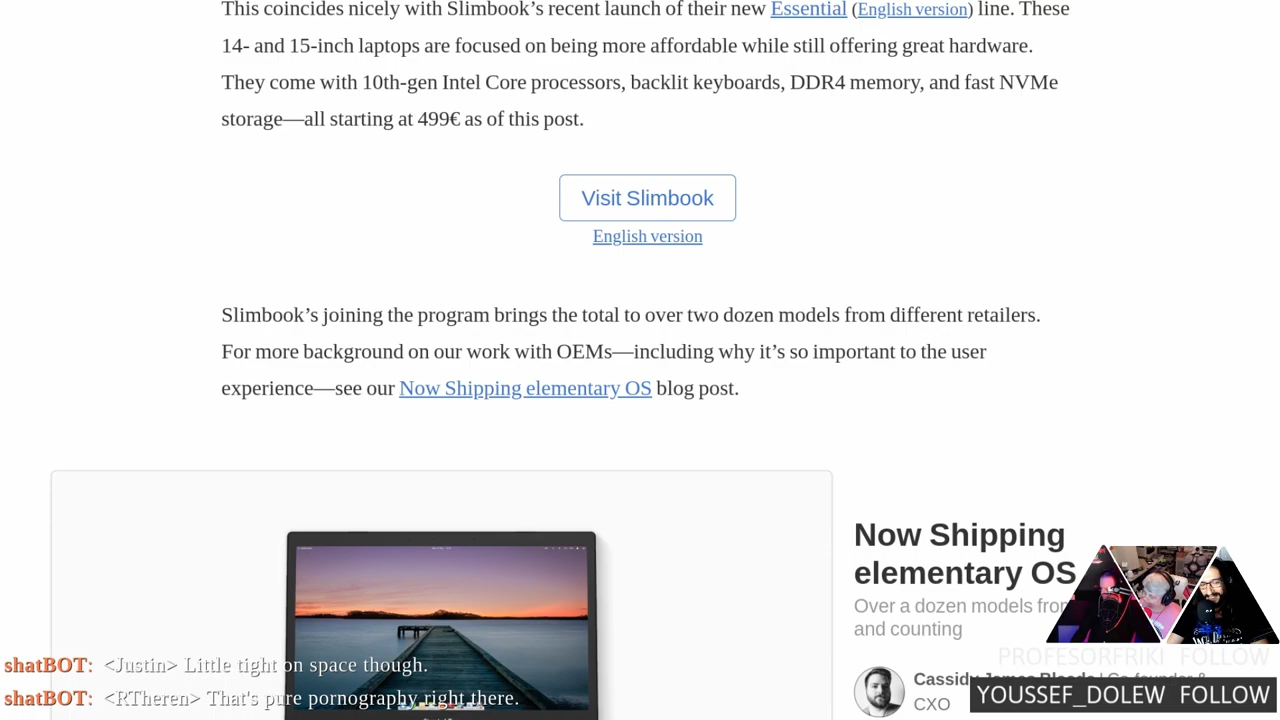 This coincides nicely with Slimbook’s recent launch of their new Essential (English version) line. These
14- and 15-inch laptops are focused on being more affordable while still offering great hardware.
They come with 10th-gen Intel Core processors, backlit keyboards, DDR4 memory, and fast NVMe
storage—all starting at 499€ as of this post.
Visit Slimbook
English version
Slimbook’s joining the program brings the total to over two dozen models from different retailers.
For more background on our work with OEMs—including why it’s so important to the user
experience—see our Now Shipping elementary OS blog post.
Now Shipping
elementary OS
Over a dozen models from
and counting
Cassidy James Blaede | Co-founder &
CXO
shatBOT: <Justin> Little tight on space though.
shatBOT: <RTheren> That's pure pornography right there.
PROFESORFRIKI FOLLOW
YOUSSEF_DOLEW FOLLOW